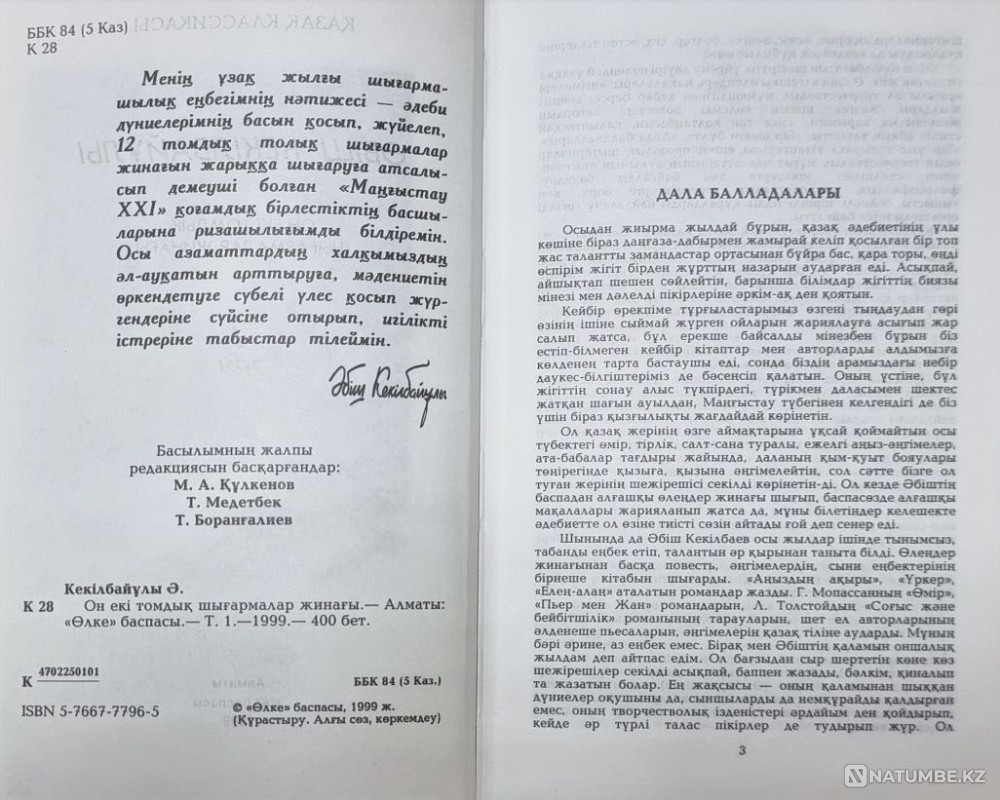 ББК 84 (5 Каз)
К 28
Менің ұзақ жылғы шығарма-
шылық еңбегімнің нәтижесі — әдеби
дүниелерімнің басын қосып, жүйелеп,
12 томдық толық шығармалар
жинағын жарыққа шығаруға атсалы-
сып демеуші болған «Маңғыстау
XXI» қоғамдық бірлестіктің басшы-
ларына ризашылығымды білдіремін.
Осы азаматтардың халқымыздың
әл-ауқатын арттыруға, мәдениетін
өркендетуге сүбелі үлес қосып жүр-
гендеріне сүйсіне отырып, игілікті
істреріне табыстар тілеймін.
Әбіш Кекілбайұлы
Басылымның жалпы
редакциясын басқарғандар:
М. А. Құлкенов
Т. Медетбек
Т. Боранғалиев
Кекілбайұлы Ә.
К 28 Он екі томдық шығармалар жинағы.— Алматы:
«Өлке» баспасы.— Т. 1.—1999.— 400 бет.
К 4702250101
ББК 84 (5 Каз.)
ISBN 5-7667-7796-5
© «Өлке» баспасы, 1999 ж.
(Құрастыру. Алғы сөз, көркемдеу)
ДАЛА БАЛЛАДАЛАРЫ
Осыдан жиырма жылдай бұрын, қазақ әдебиетінің ұлы
көшіне біраз даңғаза-дабырмен жамырай келіп қосылған бір топ
жас талантты замандастар ортасынан бұйра бас, қара торы, өңді
өспірім жігіт бірден жұрттың назарын аударған еді. Асықпай,
айшықтап шешен сөйлейтін, барынша білімдар жігіттің биязы
мінезі мен дәлелді пікірлеріне әркім-ақ ден қоятын.
Кейбір өрекпіме тұрғыластарымыз өзгені тыңдаудан гөрі
өзінің ішіне сыймай жүрген ойларын жариялауға асығып жар
салып жатса, бұл ерекше байсалды мінезбен бұрын біз
естіп-білмеген кейбір кітаптар мен авторларды алдымызға
көлденең тарта бастаушы еді, сонда біздің арамыздағы небір
даукес-білгіштеріміз де бәсеңсіп қалатын. Оның үстіне, бұл
жігіттің сонау алыс түкпірдегі, түрікмен даласымен шектес
жатқан шағын ауылдан, Маңғыстау түбегінен келгендігі де біз
үшін біраз қызғылықты жағдайдай көрінетін.
Ол қазақ жерінің өзге аймақтарына ұқсай қоймайтын осы
түбектегі өмір, тірлік, салт-сана туралы, ежелгі аңыз-әңгімелер,
ата-бабалар тағдыры жайында, даланың қым-қуыт бояулары
төңірегінде қызыға, қызына әңгімелейтін, сол сәтте бізге ол
туған жерінің шежірешісі секілді көрінетін-ді. Ол кезде Әбіштің
баспадан алғашқы өлеңдер жинағы шығып, баспасөзде алғашқы
мақалалары жарияланып жатса да, мұны білетіндер келешекте
әдебиетте ол өзіне тиісті сөзін айтады ғой деп сенер еді.
Шынында да Әбіш Кекілбаев осы жылдар ішінде тынымсыз,
табанды еңбек етіп, талантын әр қырынан таныта білді. Өлеңдер
жинағынан басқа повесть, әңгімелердің, сыни еңбектерінің
бірнеше кітабын шығарды. «Аңыздың ақыры», «Үркер»,
«Елең-алаң» аталатын романдар жазды. Г. Мопассанның «Өмір»,
«Пьер мен Жан» романдарын, Л. Толстойдың «Соғыс және
бейбітшілік» романының тарауларын, шет ел авторларының
әлденеше пьесаларын, әңгімелерін қазақ тіліне аударды. Мұның
бәрі әрине, аз еңбек емес. Бірақ мен Әбіштің қаламын оншалық
жылдам деп айтпас едім. Ол бағзыдан сыр шертетін көне көз
шежірешілер секілді асықпай, баппен жазады, бәлкім, қиналып
та жазатын болар. Ең жақсысы — оның қаламынан шыққан
дүниелер оқушыны да, сыншыларды да немқұрайды қалдырған
емес, оның творчестволық ізденістері әрдайым ден қойдырып,
кейде әр түрлі талас пікірлер де тудырып жүр. Ол
3
NATUMBE.KZ